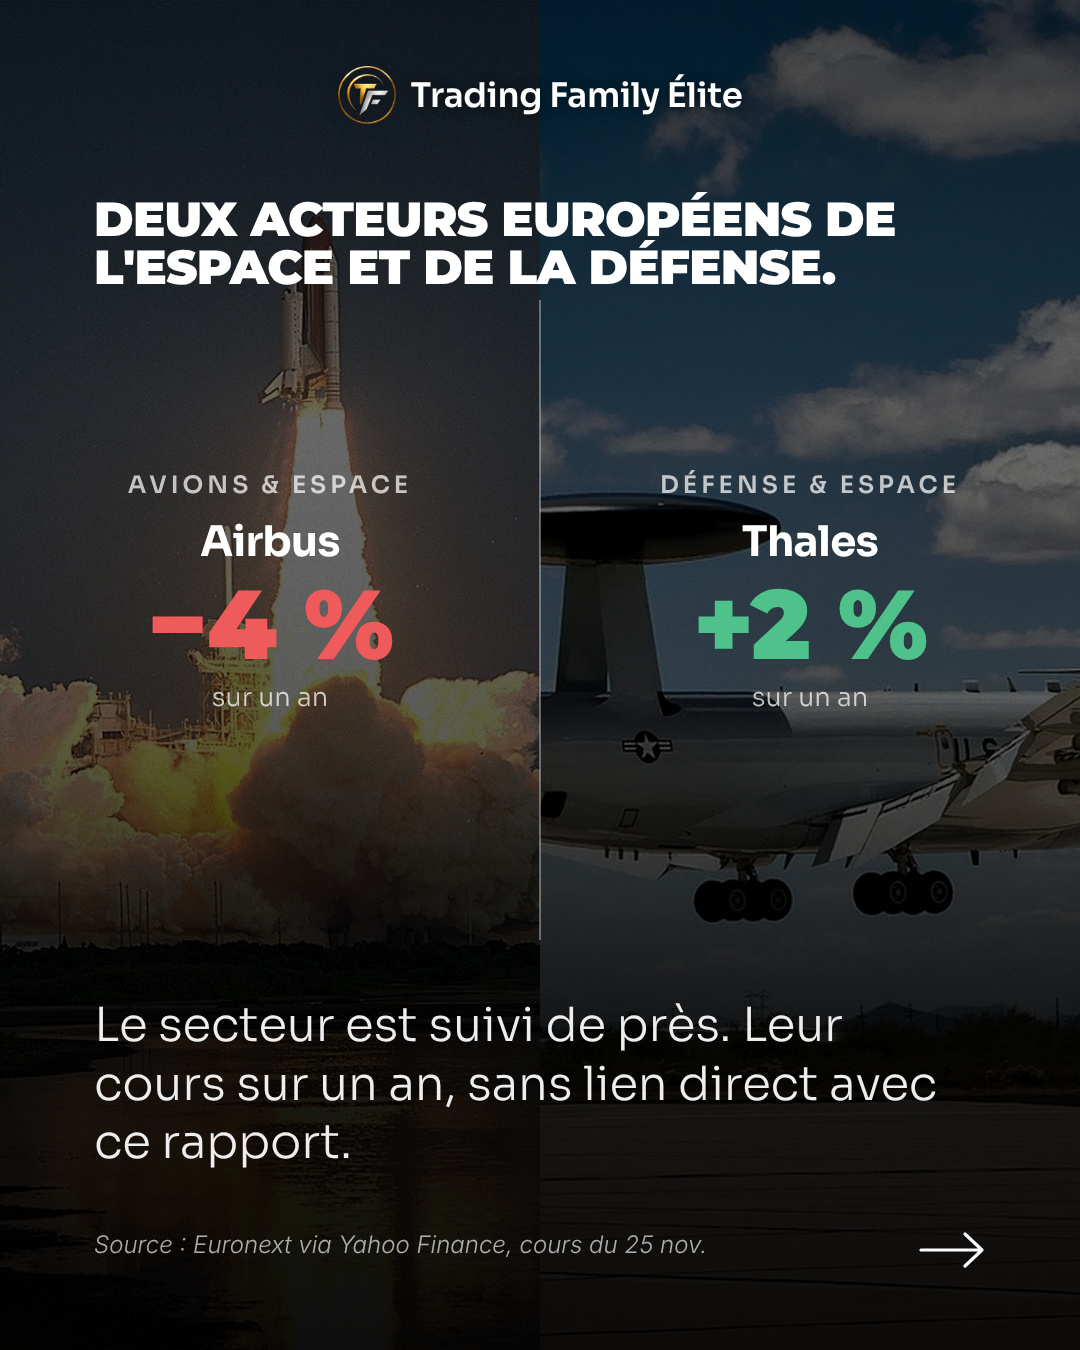 Trading Family Élite
DEUX ACTEURS EUROPÉENS DE
L'ESPACE ET DE LA DÉFENSE.
AVIONS & ESPACE
Airbus
−4 %
sur un an
DÉFENSE & ESPACE
Thales
+2 %
sur un an
U.S.
Le secteur est suivi de près. Leur
cours sur un an, sans lien direct avec
ce rapport.
Source : Euronext via Yahoo Finance, cours du 25 nov.